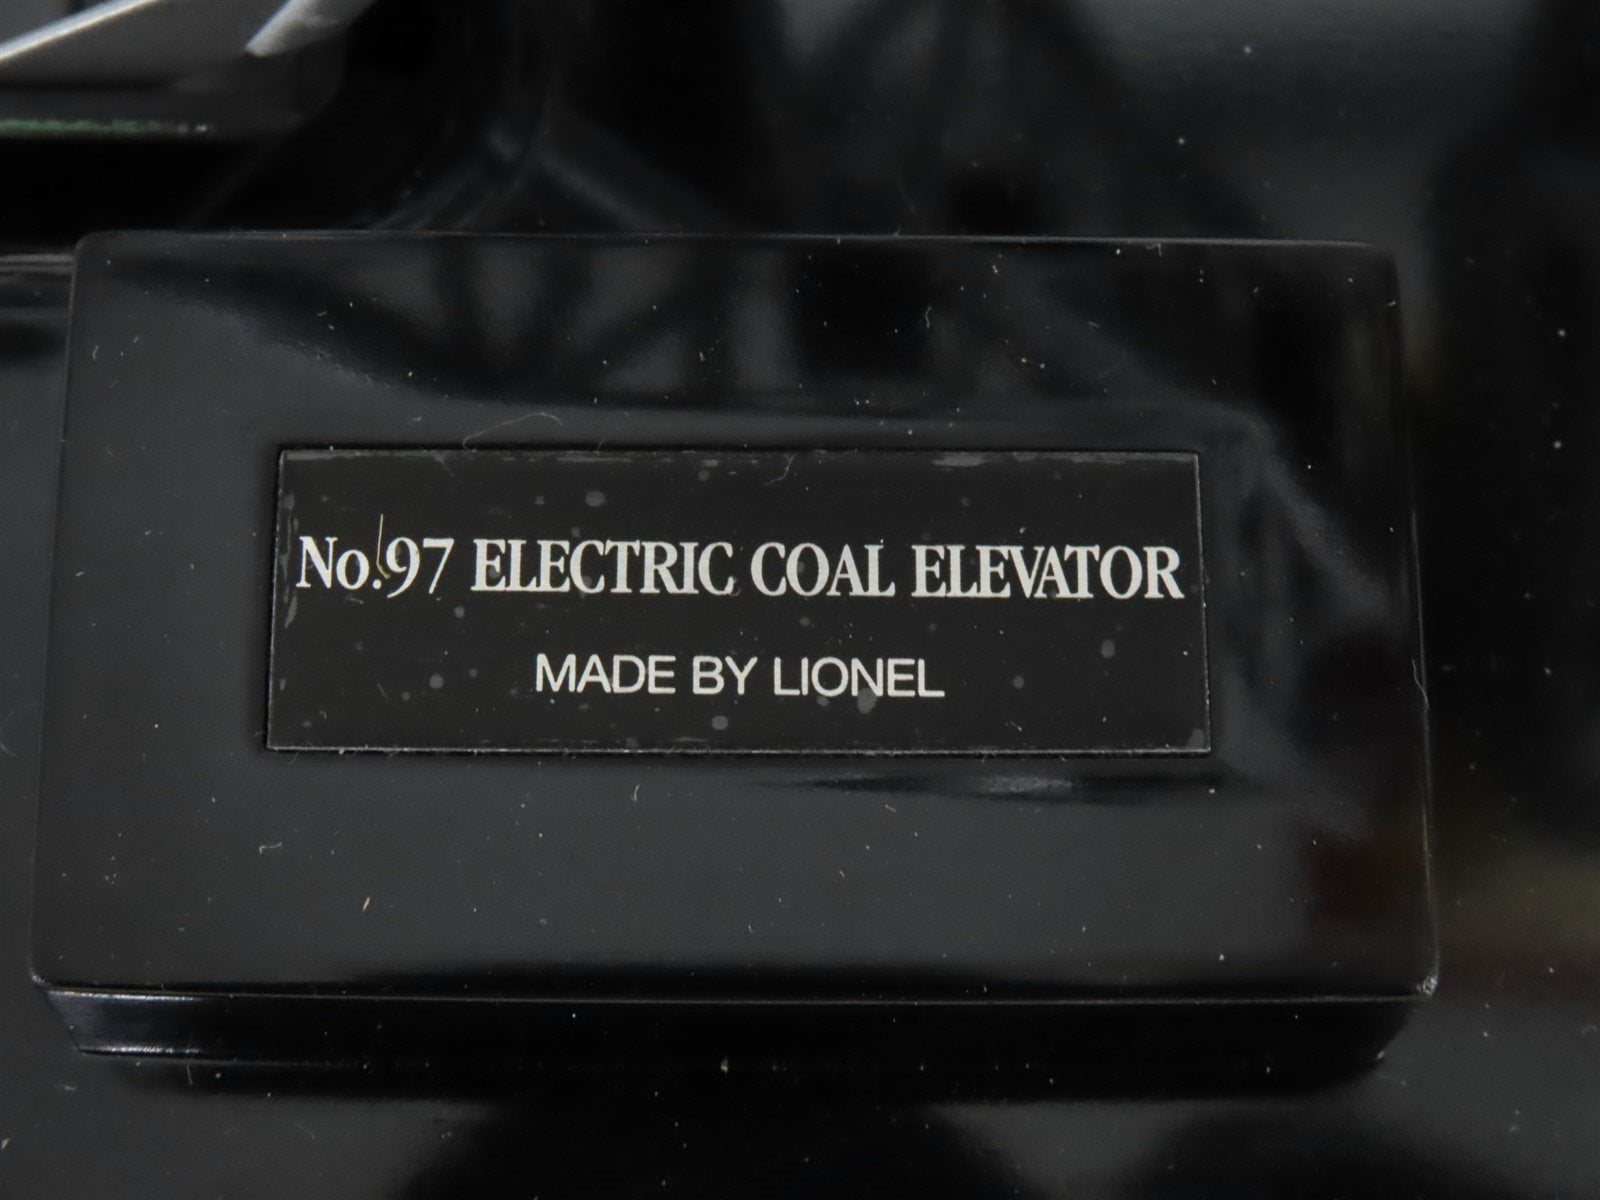 No.97 ELECTRIC COAL ELEVATOR
MADE BY LIONEL